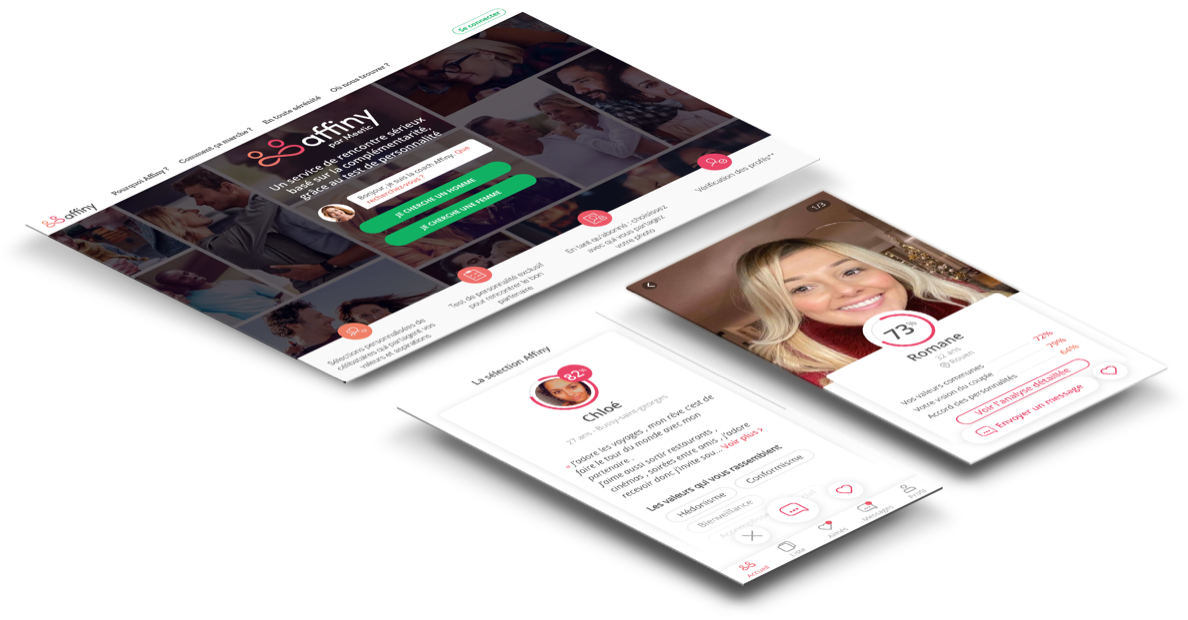 Se connecter
affiny
Pourquoi Affiny ?
Comment ça marche ?
En toute sérénité
Où nous trouver ?
affiny
par Meetic
Un service de rencontre sérieux
basé sur la complémentarité,
grâce au test de personnalité
Bonjour, je suis la coach Affiny. Que
recherchez-vous ?
JE CHERCHE UN HOMME
JE CHERCHE UNE FEMME
Sélections personnalisées de
célibataires qui partagent vos
valeurs et aspirations
Test de personnalité exclusif
pour rencontrer le bon
partenaire
En tant qu'abonné : choisissez
avec qui vous partagez
votre photo
Vérification des profils**
La sélection Affiny
82%
Chloé
27 ans - Bussy-saint-georges
« J'adore les voyages , mon rêve c'est de
foire le tour du monde avec mon
partenaire .
J'aime aussi sortir restaurants ,
cinémas , soirées entre amis , j'adore
recevoir donc j'invite sou... Voir plus >
Les valeurs qui vous rassemblent
Hédonisme
Conformisme
Bienveillance
Accueil
Liste
Aimés
Messages
Profil
1/3
73%
Romane
32 ans
Rouen
Vos valeurs communes 72%
Votre vision du couple 79%
Accord des personnalités 64%
Voir l'analyse détaillée
Envoyer un message